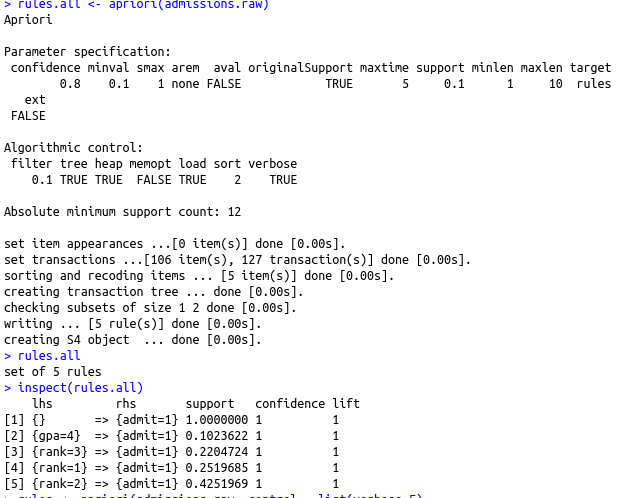 > rules.all <- apriori(admissions.raw)
Apriori
Parameter specification:
 confidence minval smax arem  aval originalSupport maxtime support minlen maxlen target
        0.8    0.1    1 none FALSE            TRUE       5     0.1      1     10  rules
   ext
 FALSE
Algorithmic control:
 filter tree heap memopt load sort verbose
    0.1 TRUE TRUE  FALSE TRUE    2    TRUE
Absolute minimum support count: 12
set item appearances ...[0 item(s)] done [0.00s].
set transactions ...[106 item(s), 127 transaction(s)] done [0.00s].
sorting and recoding items ... [5 item(s)] done [0.00s].
creating transaction tree ... done [0.00s].
checking subsets of size 1 2 done [0.00s].
writing ... [5 rule(s)] done [0.00s].
creating S4 object  ... done [0.00s].
> rules.all
set of 5 rules
> inspect(rules.all)
    lhs         rhs       support   confidence lift
[1] {}       => {admit=1} 1.0000000 1          1
[2] {gpa=4}  => {admit=1} 0.1023622 1          1
[3] {rank=3} => {admit=1} 0.2204724 1          1
[4] {rank=1} => {admit=1} 0.2519685 1          1
[5] {rank=2} => {admit=1} 0.4251969 1          1